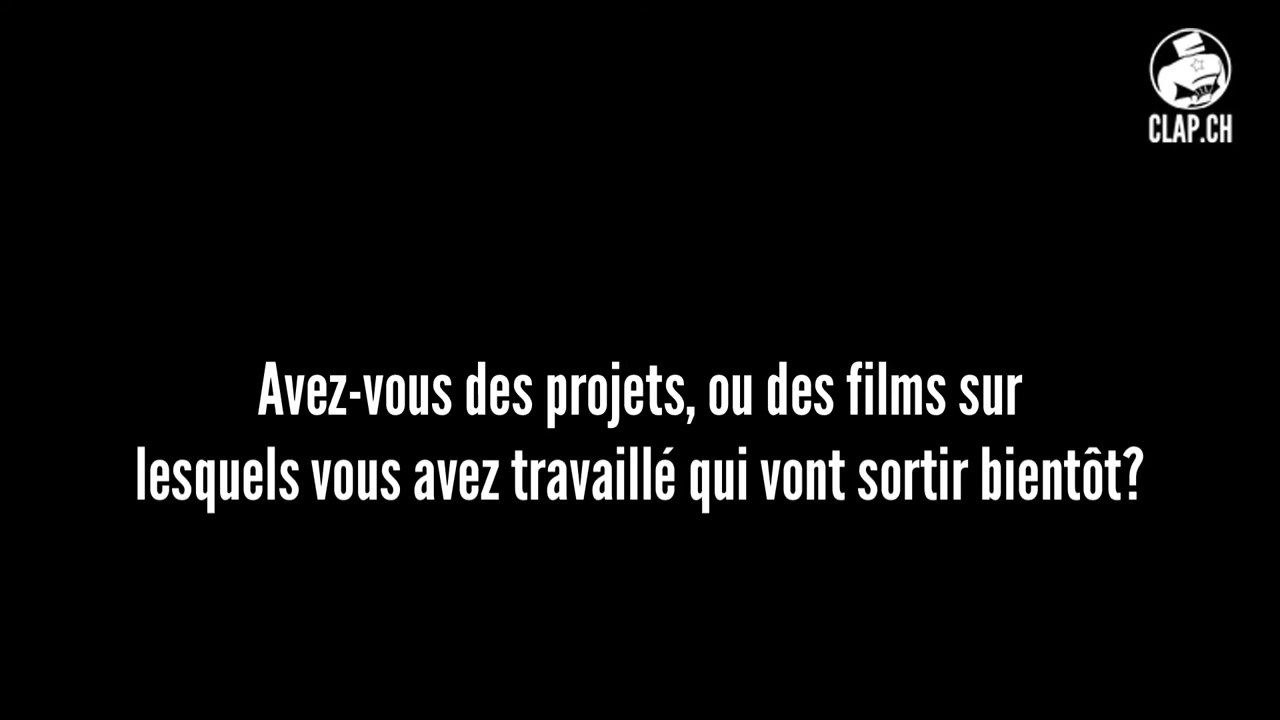 CLAP.CH
Avez-vous des projets, ou des films sur
lesquels vous avez travaillé qui vont sortir bientôt?